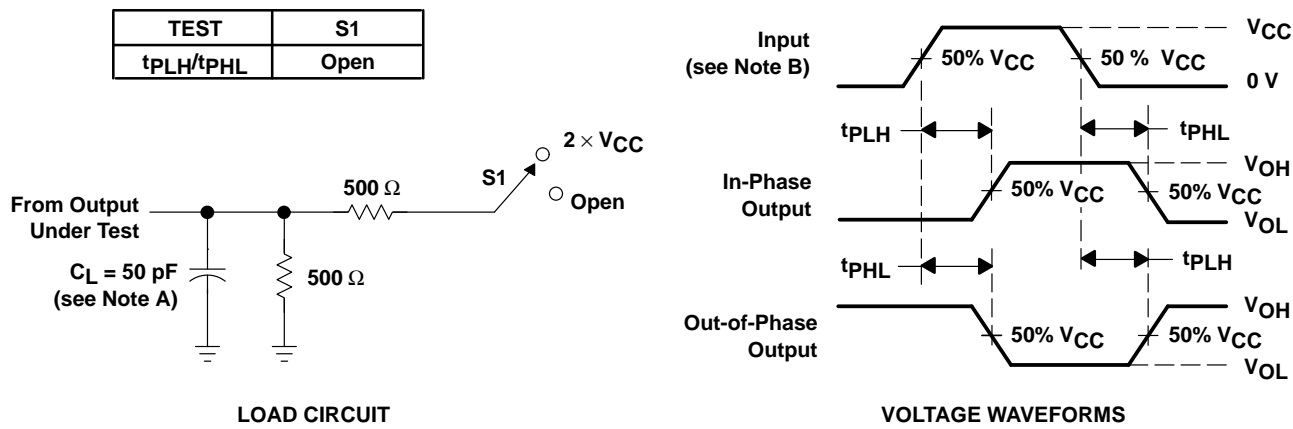 TEST S1
tPLH/tPHL Open
2 × VCC
S1
Open
500 Ω
From Output
Under Test
CL = 50 pF
(see Note A)
500 Ω
LOAD CIRCUIT
Input
(see Note B)
50% VCC
50 % VCC
VCC
0 V
tPLH
tPHL
In-Phase
Output
50% VCC
50% VCC
VOH
VOL
tPHL
tPLH
Out-of-Phase
Output
50% VCC
50% VCC
VOH
VOL
VOLTAGE WAVEFORMS